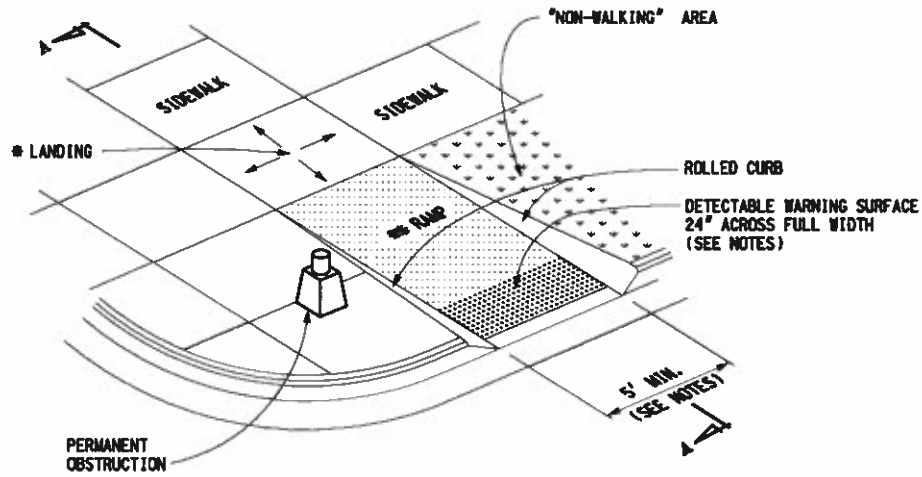 "NON-WALKING" AREA
A
SIDEWALK
SIDEWALK
* LANDING
ROLLED CURB
** RAMP
DETECTABLE WARNING SURFACE
24" ACROSS FULL WIDTH
(SEE NOTES)
5' MIN.
(SEE NOTES)
A
PERMANENT
OBSTRUCTION